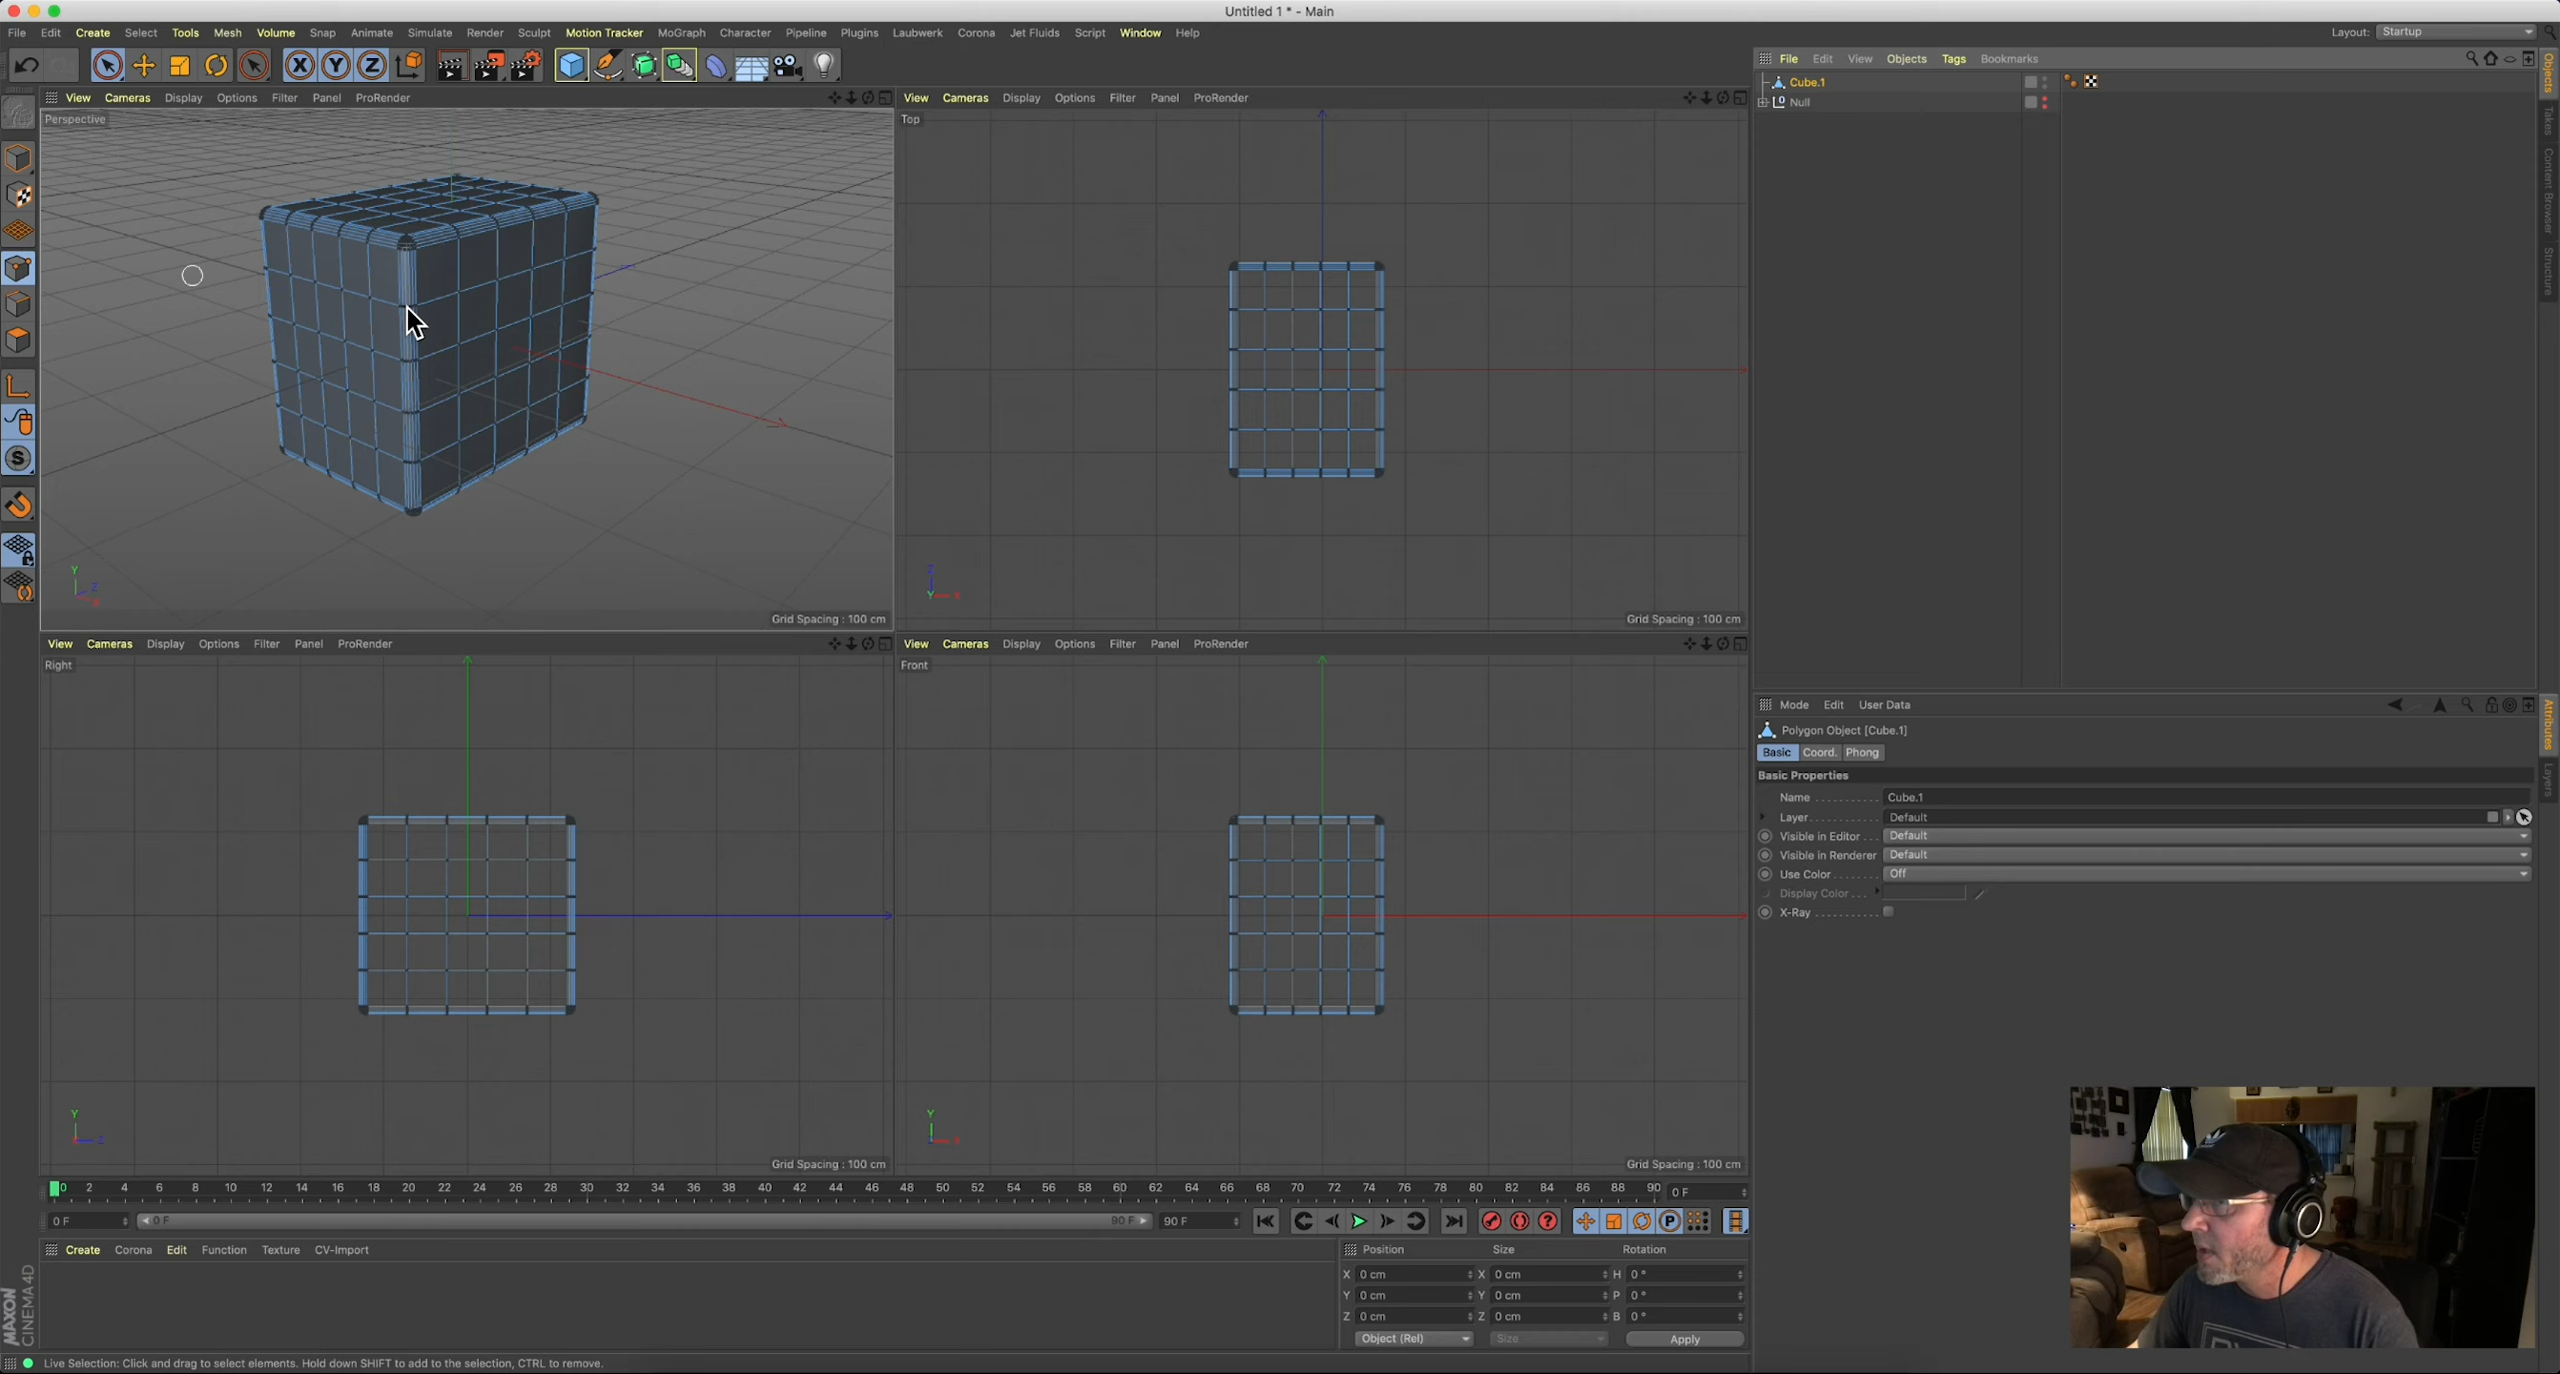 Untitled 1 * - Main
File Edit Create Select Tools Mesh Volume Snap Animate Simulate Render Sculpt Motion Tracker MoGraph Character Pipeline Plugins Laubwerk Corona Jet Fluids Script Window Help
Layout: Startup
File Edit View Objects Tags Bookmarks
Cube.1
Null
Objects
Takes
Content Browser
Structure
View Cameras Display Options Filter Panel ProRender
Perspective
Y
Z
X
Grid Spacing : 100 cm
View Cameras Display Options Filter Panel ProRender
Top
Z
Y
X
Grid Spacing : 100 cm
View Cameras Display Options Filter Panel ProRender
Right
Y
Z
Grid Spacing : 100 cm
View Cameras Display Options Filter Panel ProRender
Front
Y
X
Grid Spacing : 100 cm
Mode Edit User Data
Polygon Object [Cube.1]
Basic Coord. Phong
Basic Properties
Name . . . . . . . . . . . Cube.1
Layer. . . . . . . . . . . . Default
Visible in Editor . . . Default
Visible in Renderer Default
Use Color . . . . . . . . Off
Display Color . . .
X-Ray . . . . . . . . . . .
Attributes
Layers
0 2 4 6 8 10 12 14 16 18 20 22 24 26 28 30 32 34 36 38 40 42 44 46 48 50 52 54 56 58 60 62 64 66 68 70 72 74 76 78 80 82 84 86 88 90 0 F
0 F 0 F 90 F 90 F
Create Corona Edit Function Texture CV-Import
Position Size Rotation
X 0 cm X 0 cm H 0 °
Y 0 cm Y 0 cm P 0 °
Z 0 cm Z 0 cm B 0 °
Object (Rel) Size Apply
MAXON
CINEMA 4D
Live Selection: Click and drag to select elements. Hold down SHIFT to add to the selection, CTRL to remove.